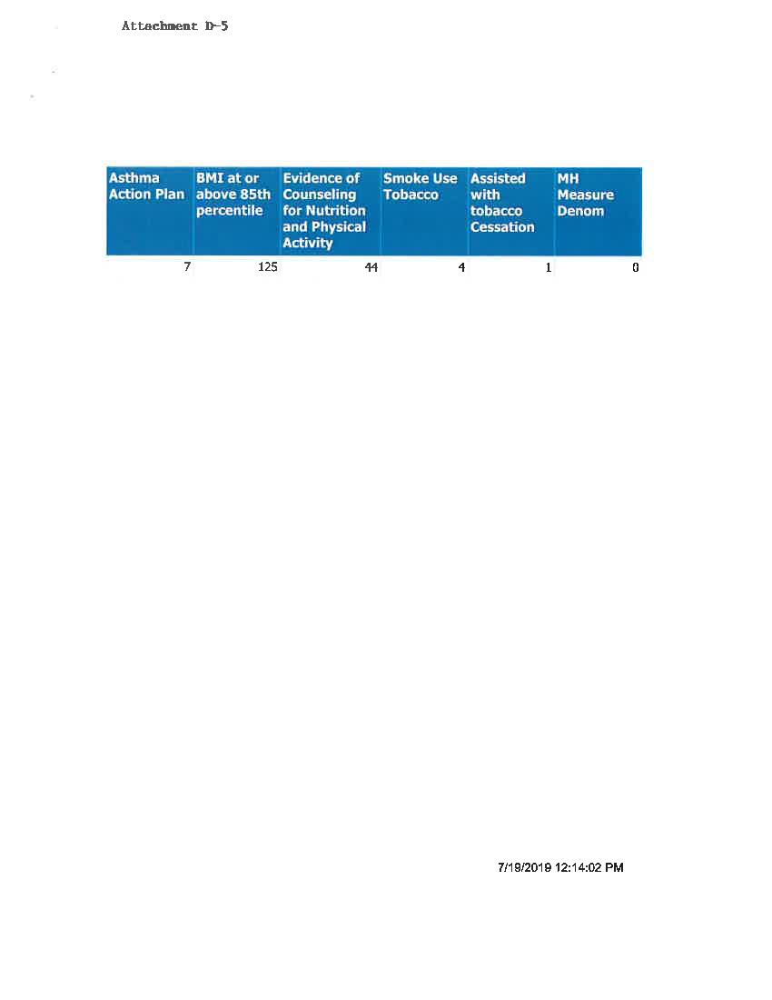 Attachment D-5
Asthma
Action Plan
BMI at or
above 85th
percentile
Evidence of
Counseling
for Nutrition
and Physical
Activity
Smoke Use
Tobacco
Assisted
with
tobacco
Cessation
MH
Measure
Denom
7 125 44 4 1 0
7/19/2019 12:14:02 PM